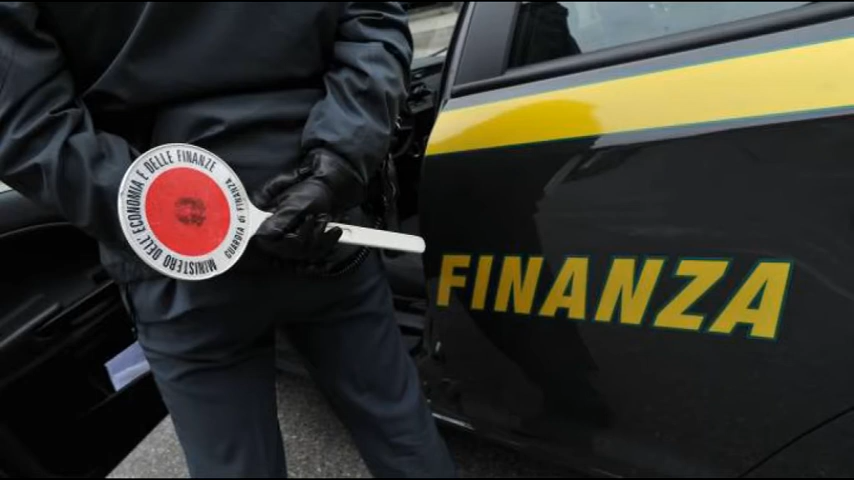 MINISTERO DELL'ECONOMIA E DELLE FINANZE
GUARDIA di FINANZA
FINANZA